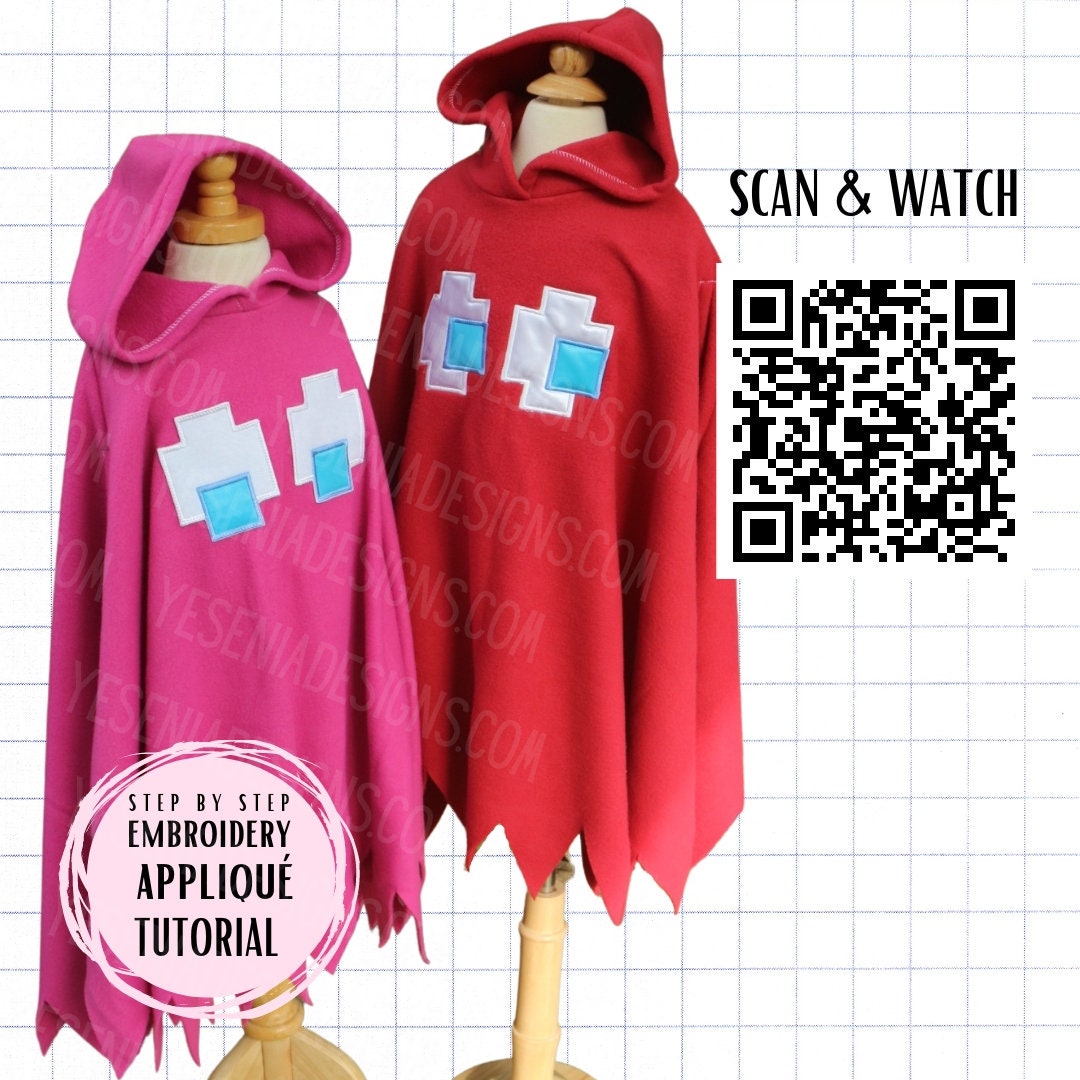 SCAN & WATCH
YESENIADESIGNS.COM
STEP BY STEP
EMBROIDERY
APPLIQUÉ
TUTORIAL